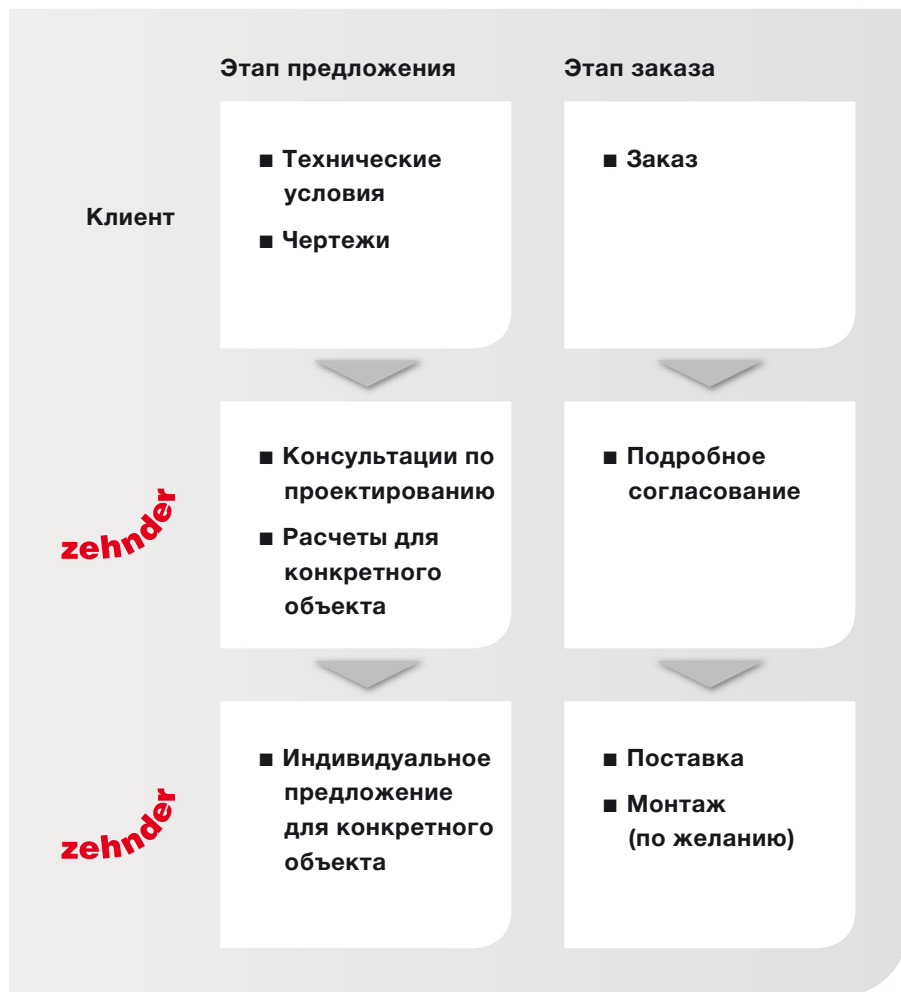 Этап предложения
Этап заказа
Клиент
■ Технические
условия
■ Чертежи
■ Заказ
zehnder
■ Консультации по
проектированию
■ Расчеты для
конкретного
объекта
■ Подробное
согласование
zehnder
■ Индивидуальное
предложение
для конкретного
объекта
■ Поставка
■ Монтаж
(по желанию)